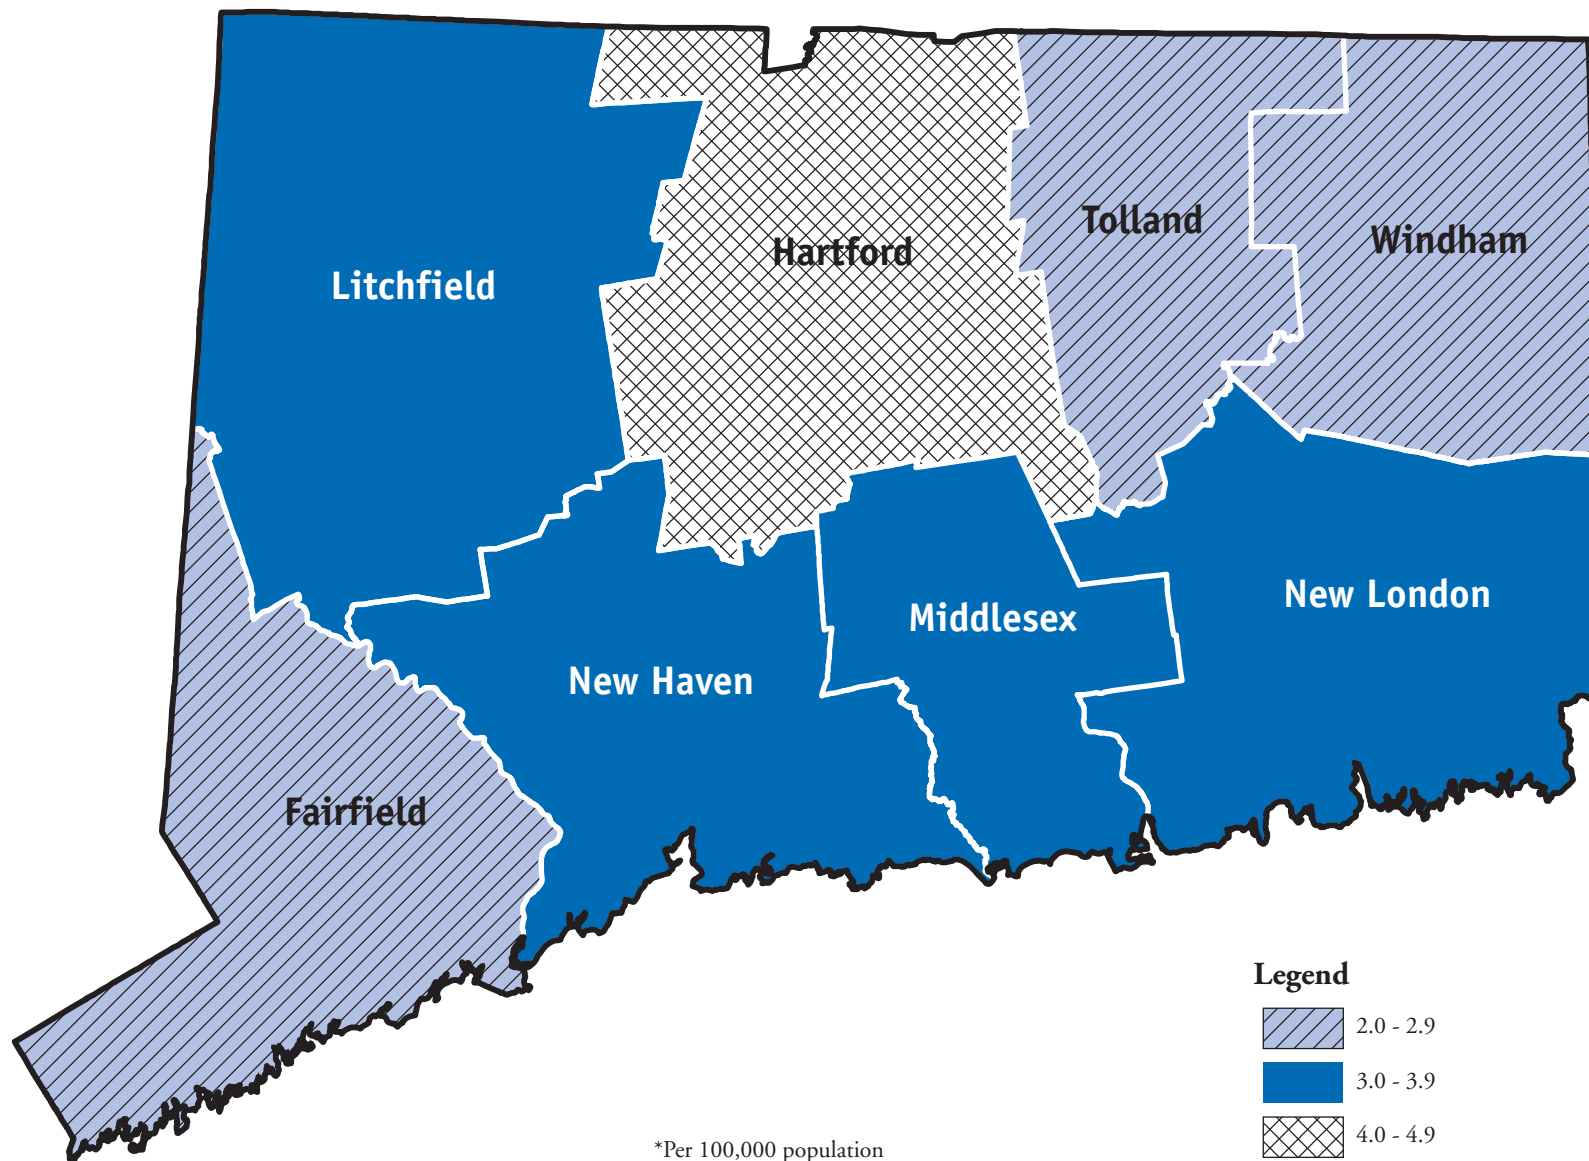 Tolland
Windham
Hartford
Litchfield
New London
Middlesex
New Haven
Fairfield
Legend
2.0 - 2.9
3.0 - 3.9
4.0 - 4.9
*Per 100,000 population